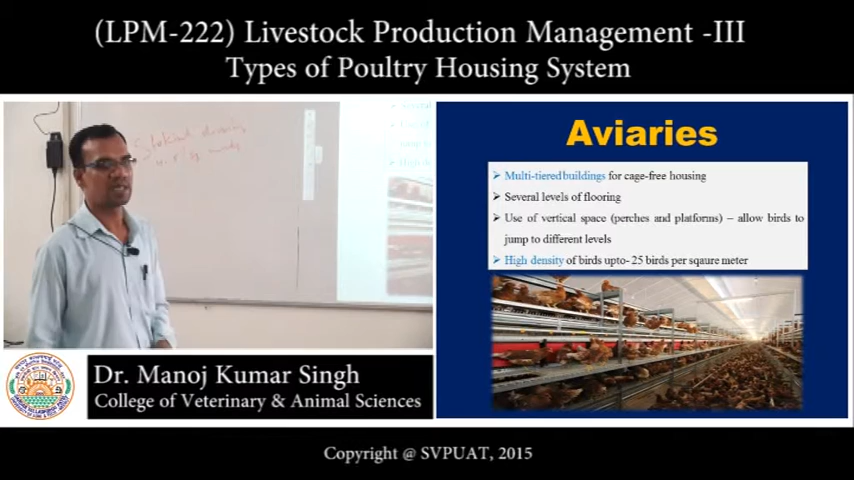 (LPM-222) Livestock Production Management -III
Types of Poultry Housing System
Aviaries
➢ Multi-tiered buildings for cage-free housing
➢ Several levels of flooring
➢ Use of vertical space (perches and platforms) – allow birds to
jump to different levels
➢ High density of birds upto- 25 birds per sqaure meter
Dr. Manoj Kumar Singh
College of Veterinary & Animal Sciences
Copyright @ SVPUAT, 2015